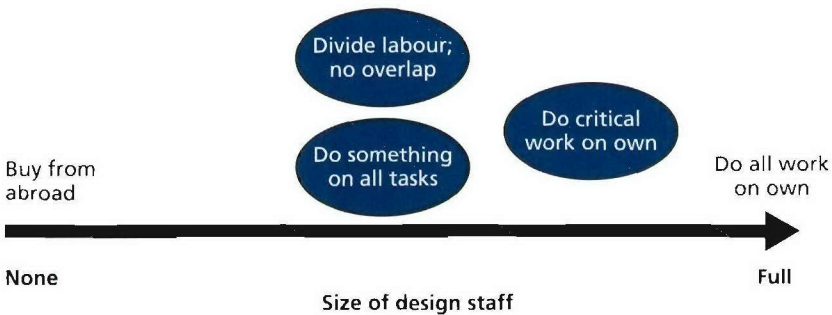 Divide labour;
no overlap
Do critical
work on own
Do something
on all tasks
Buy from
abroad
Do all work
on own
None
Full
Size of design staff